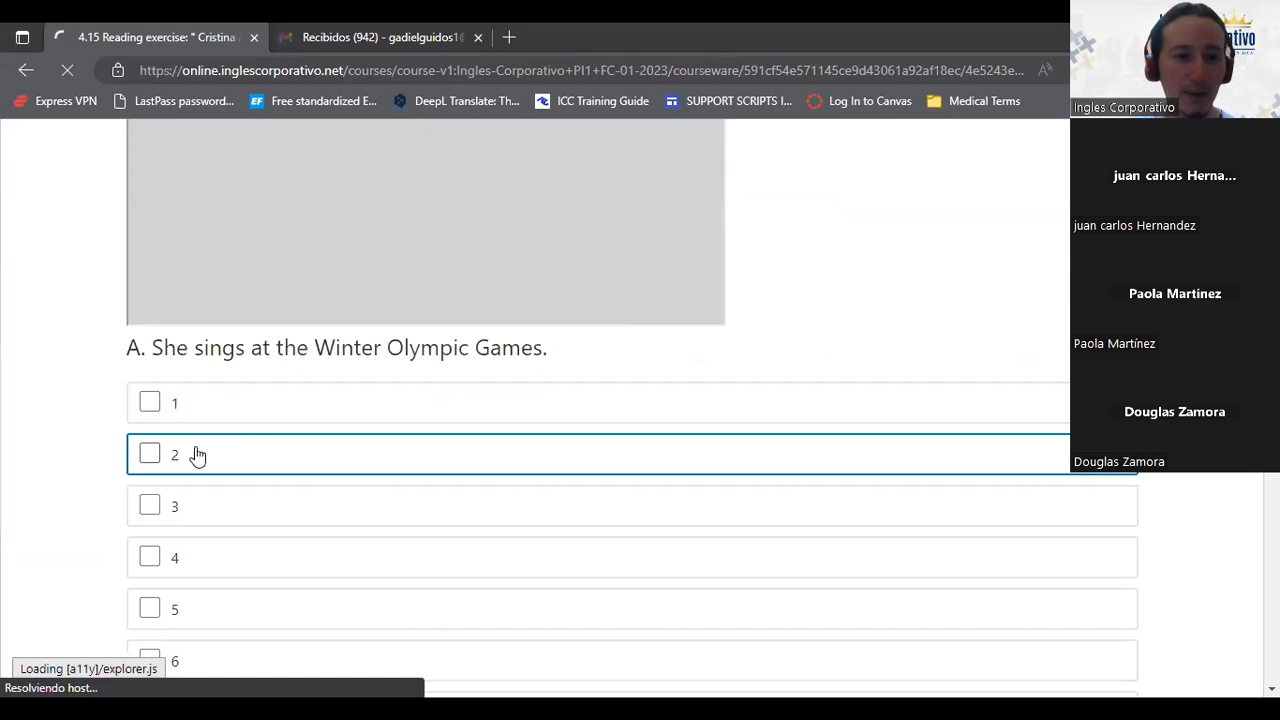 4.15 Reading exercise: " Cristina
Recibidos (942) - gadielguidos1
https://online.inglescorporativo.net/courses/course-v1:Ingles-Corporativo+PI1+FC-01-2023/courseware/591cf54e571145ce9d43061a92af18ec/4e5243e...
Express VPN
LastPass password...
EF Free standardized E...
DeepL Translate: Th...
ICC Training Guide
SUPPORT SCRIPTS I...
Log In to Canvas
Medical Terms
Ingles Corporativo
juan carlos Herna...
juan carlos Hernandez
Paola Martínez
Paola Martínez
Douglas Zamora
Douglas Zamora
A. She sings at the Winter Olympic Games.
1
2
3
4
5
6
Loading [a11y]/explorer.js
Resolviendo host...